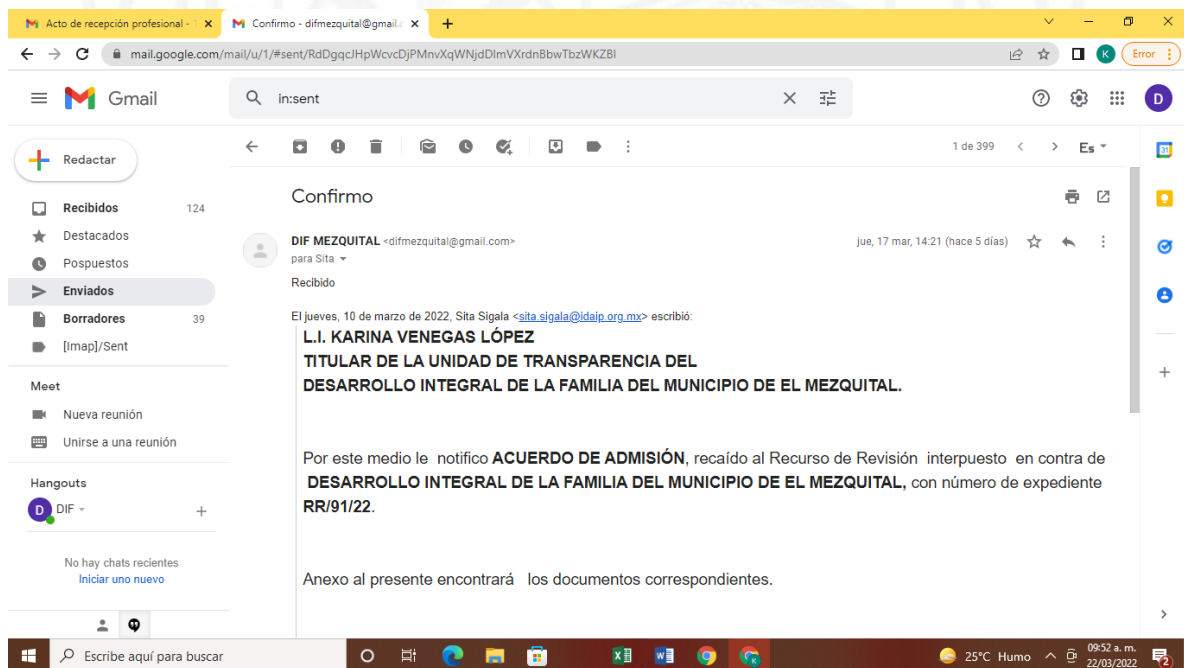 Acto de recepción profesional - 1
Confirmo - difmezquital@gmail.c
mail.google.com/mail/u/1/#sent/RdDgqcJHpWcvcDjPMnvXqWNjdDlmVXrdnBbwTbzWKZBl
K
Error
Gmail
in:sent
D
Redactar
1 de 399
Es
31
Recibidos 124
Destacados
Pospuestos
Enviados
Borradores 39
[Imap]/Sent
Meet
Nueva reunión
Unirse a una reunión
Hangouts
D DIF
No hay chats recientes
Iniciar uno nuevo
Confirmo
DIF MEZQUITAL <difmezquital@gmail.com> jue, 17 mar, 14:21 (hace 5 días)
para Sita
Recibido
El jueves, 10 de marzo de 2022, Sita Sigala <sita.sigala@idaip.org.mx> escribió:
L.I. KARINA VENEGAS LÓPEZ
TITULAR DE LA UNIDAD DE TRANSPARENCIA DEL
DESARROLLO INTEGRAL DE LA FAMILIA DEL MUNICIPIO DE EL MEZQUITAL.
Por este medio le notifico ACUERDO DE ADMISIÓN, recaído al Recurso de Revisión interpuesto en contra de
DESARROLLO INTEGRAL DE LA FAMILIA DEL MUNICIPIO DE EL MEZQUITAL, con número de expediente
RR/91/22.
Anexo al presente encontrará los documentos correspondientes.
Escribe aquí para buscar
25°C Humo
09:52 a. m.
22/03/2022
2